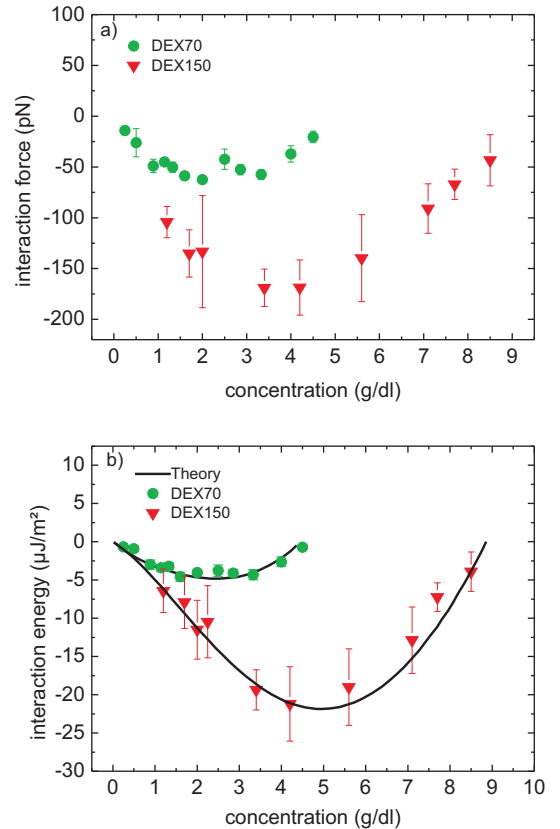 a)
DEX70
DEX150
100
50
0
-50
-100
-150
-200
interaction force (pN)
0 1 2 3 4 5 6 7 8 9
concentration (g/dl)
b)
Theory
DEX70
DEX150
10
5
0
-5
-10
-15
-20
-25
-30
interaction energy (µJ/m²)
0 1 2 3 4 5 6 7 8 9 10
concentration (g/dl)